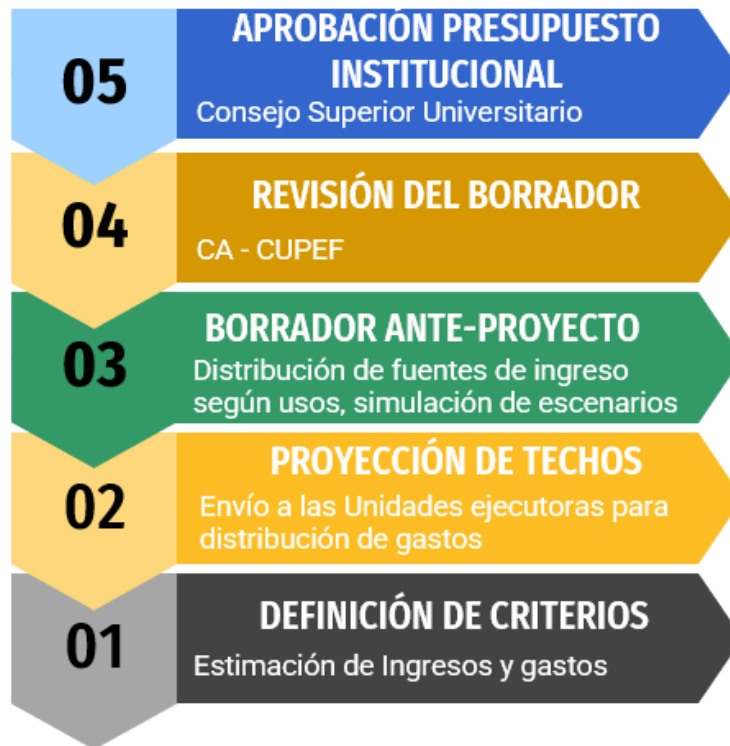 05
APROBACIÓN PRESUPUESTO
INSTITUCIONAL
Consejo Superior Universitario
04
REVISIÓN DEL BORRADOR
CA - CUPEF
03
BORRADOR ANTE-PROYECTO
Distribución de fuentes de ingreso
según usos, simulación de escenarios
02
PROYECCIÓN DE TECHOS
Envío a las Unidades ejecutoras para
distribución de gastos
01
DEFINICIÓN DE CRITERIOS
Estimación de Ingresos y gastos